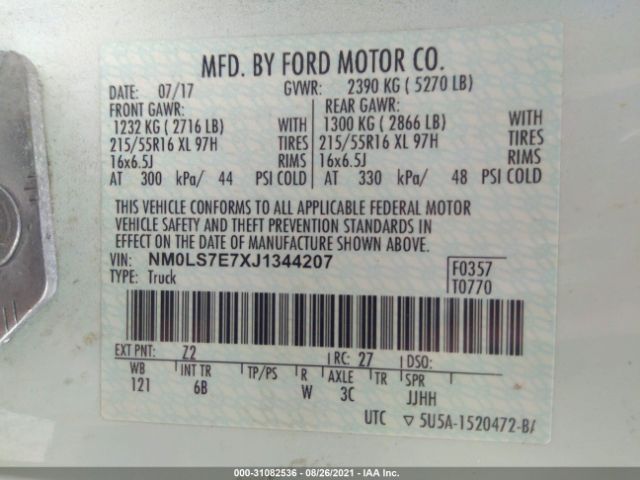 MFD. BY FORD MOTOR CO.
DATE: 07/17 GVWR: 2390 KG ( 5270 LB)
FRONT GAWR: REAR GAWR:
1232 KG ( 2716 LB) WITH 1300 KG ( 2866 LB) WITH
215/55R16 XL 97H TIRES 215/55R16 XL 97H TIRES
16x6.5J RIMS 16x6.5J RIMS
AT 300 kPa/ 44 PSI COLD AT 330 kPa/ 48 PSI COLD
THIS VEHICLE CONFORMS TO ALL APPLICABLE FEDERAL MOTOR
VEHICLE SAFETY AND THEFT PREVENTION STANDARDS IN
EFFECT ON THE DATE OF MANUFACTURE SHOWN ABOVE.
VIN: NM0LS7E7XJ1344207 F0357
TYPE: Truck T0770
EXT PNT: Z2 RC: 27 DSO:
WB INT TR TP/PS R AXLE TR SPR
121 6B W 3C JJHH
UTC ▽ 5U5A-1520472-BA
000-31082536 - 08/26/2021 - IAA Inc.